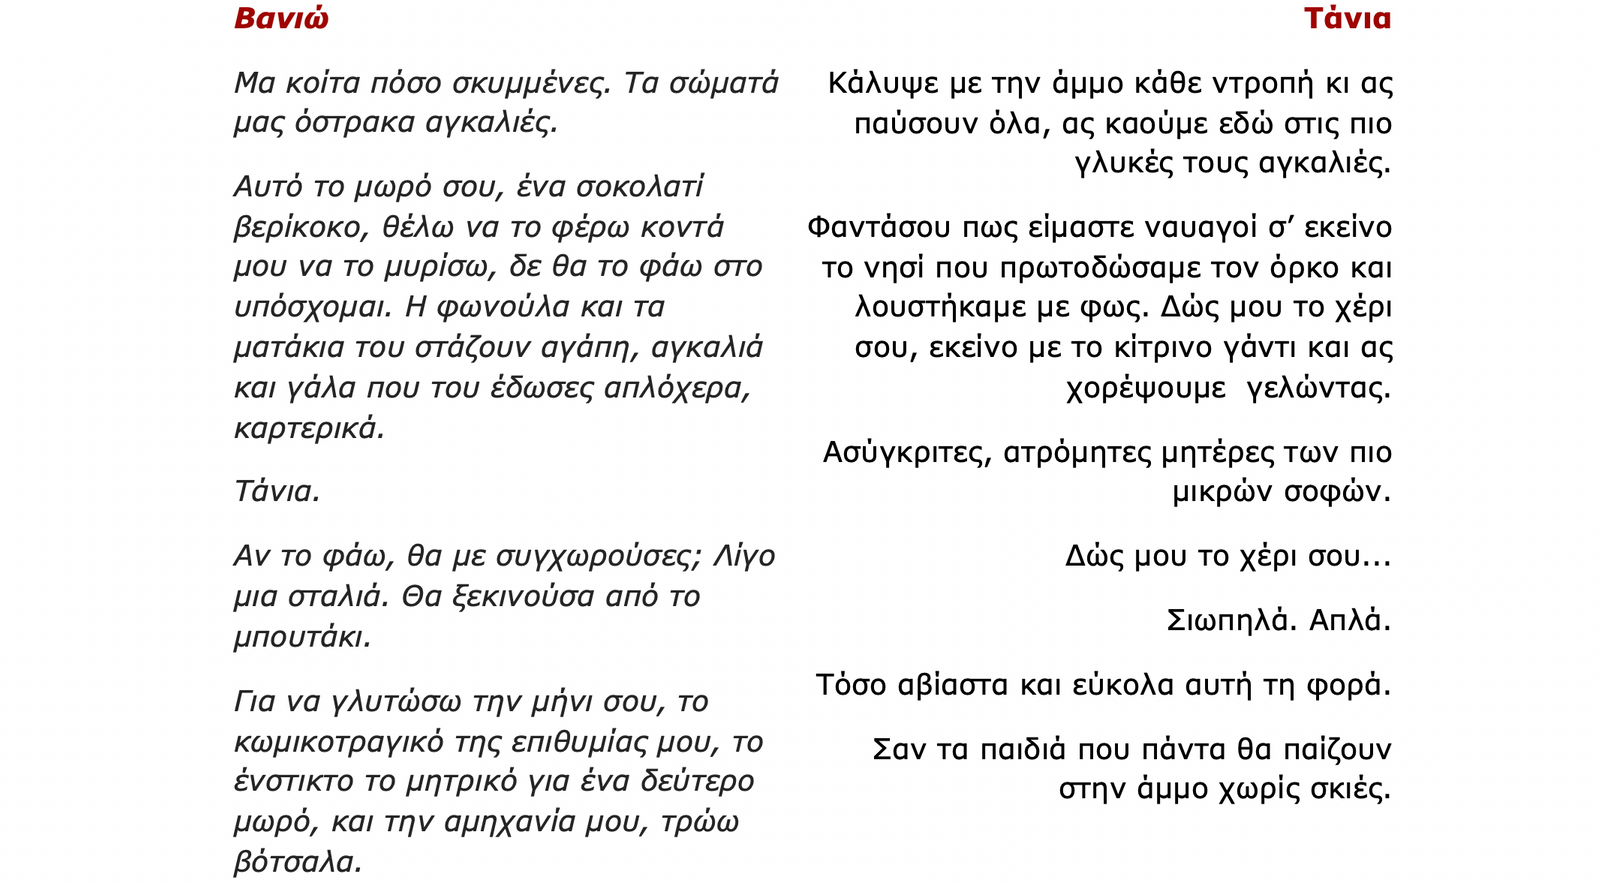 Βανιώ
Μα κοίτα πόσο σκυμμένες. Τα σώματά
μας όστρακα αγκαλιές.
Αυτό το μωρό σου, ένα σοκολατί
βερίκοκο, θέλω να το φέρω κοντά
μου να το μυρίσω, δε θα το φάω στο
υπόσχομαι. Η φωνούλα και τα
ματάκια του στάζουν αγάπη, αγκαλιά
και γάλα που του έδωσες απλόχερα,
καρτερικά.
Τάνια.
Αν το φάω, θα με συγχωρούσες; Λίγο
μια σταλιά. Θα ξεκινούσα από το
μπουτάκι.
Για να γλυτώσω την μήνι σου, το
κωμικοτραγικό της επιθυμίας μου, το
ένστικτο το μητρικό για ένα δεύτερο
μωρό, και την αμηχανία μου, τρώω
βότσαλα.
Τάνια
Κάλυψε με την άμμο κάθε ντροπή κι ας
παύσουν όλα, ας καούμε εδώ στις πιο
γλυκές τους αγκαλιές.
Φαντάσου πως είμαστε ναυαγοί σ’ εκείνο
το νησί που πρωτοδώσαμε τον όρκο και
λουστήκαμε με φως. Δώς μου το χέρι
σου, εκείνο με το κίτρινο γάντι και ας
χορέψουμε  γελώντας.
Ασύγκριτες, ατρόμητες μητέρες των πιο
μικρών σοφών.
Δώς μου το χέρι σου...
Σιωπηλά. Απλά.
Τόσο αβίαστα και εύκολα αυτή τη φορά.
Σαν τα παιδιά που πάντα θα παίζουν
στην άμμο χωρίς σκιές.